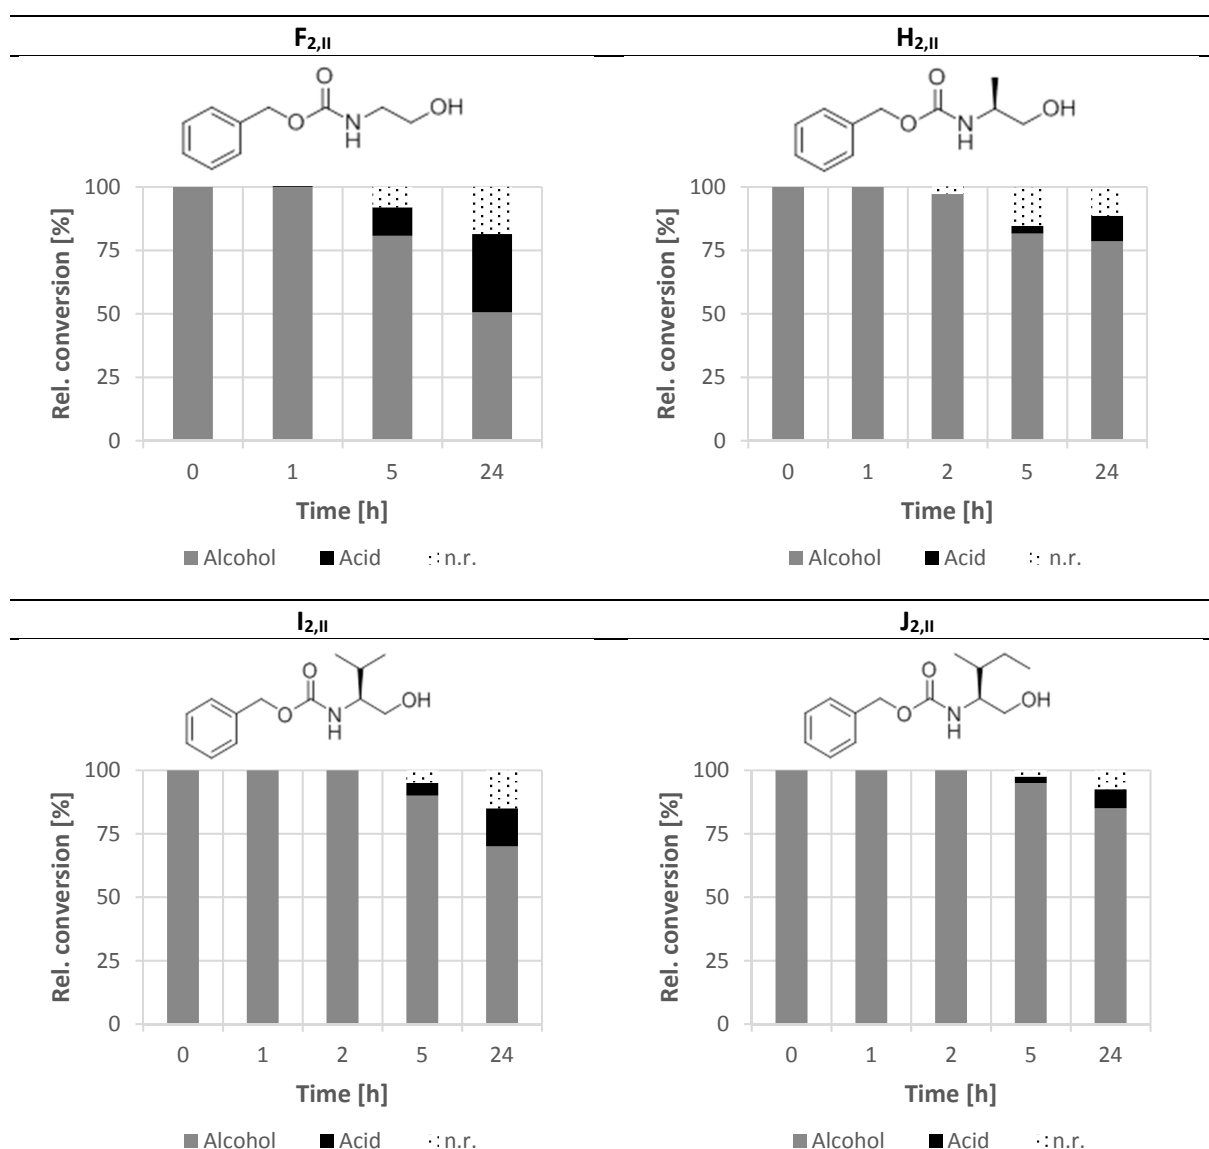 F2,II
H2,II
O
O
N
H
OH
O
O
N
H
OH
Rel. conversion [%]
100
75
50
25
0
0 1 5 24
Time [h]
Alcohol Acid n.r.
Rel. conversion [%]
100
75
50
25
0
0 1 2 5 24
Time [h]
Alcohol Acid n.r.
I2,II
J2,II
O
O
N
H
OH
O
O
N
H
OH
Rel. conversion [%]
100
75
50
25
0
0 1 2 5 24
Time [h]
Alcohol Acid n.r.
Rel. conversion [%]
100
75
50
25
0
0 1 2 5 24
Time [h]
Alcohol Acid n.r.